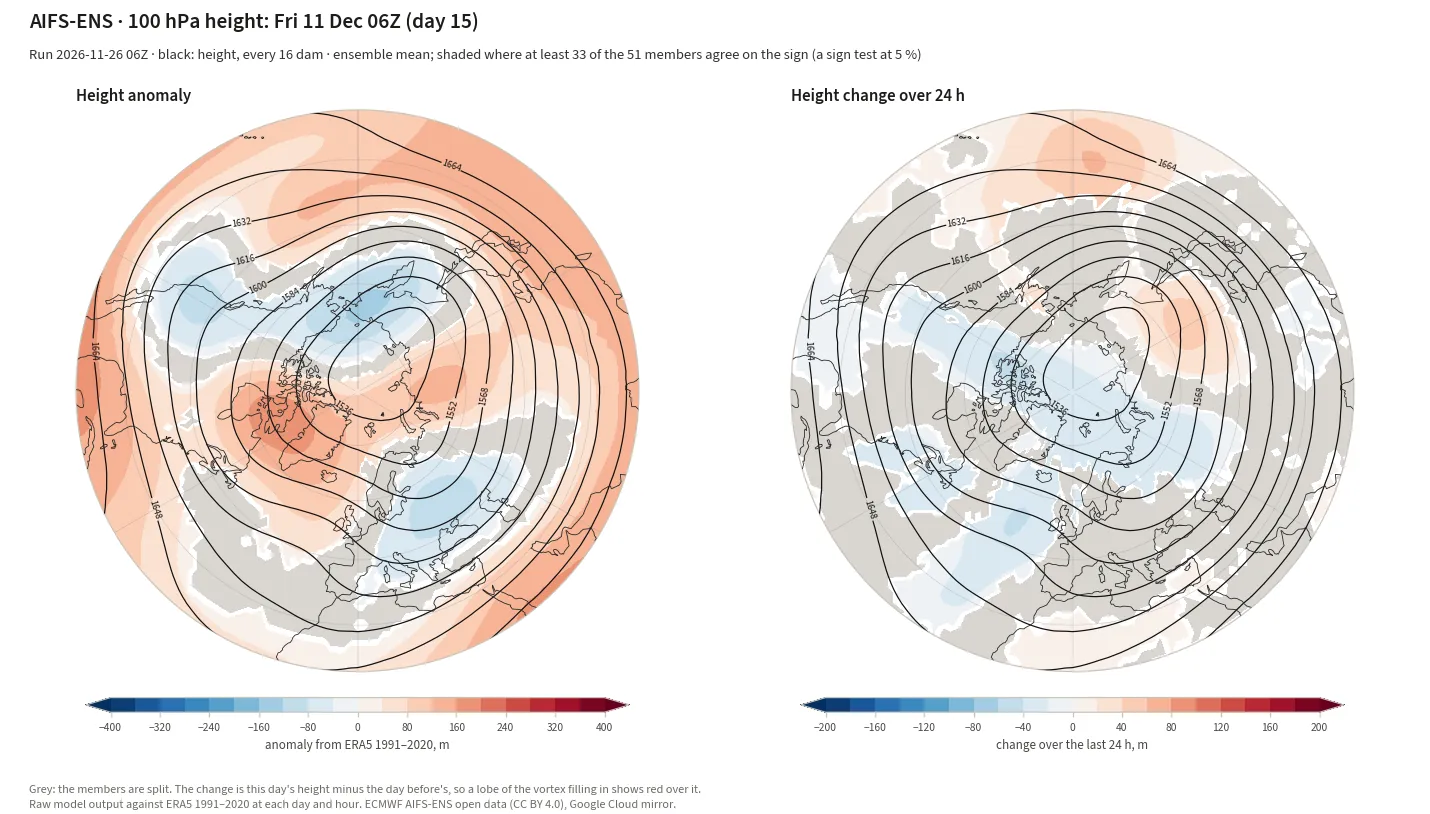 AIFS-ENS · 100 hPa height: Fri 11 Dec 06Z (day 15)
Run 2026-11-26 06Z · black: height, every 16 dam · ensemble mean; shaded where at least 33 of the 51 members agree on the sign (a sign test at 5 %)
Height anomaly
Height change over 24 h
1664
1664
1632
1632
1616
1616
1600
1600
1584
1584
1664
1664
1568
1568
1552
1552
1536
1536
1648
1648
−400 −320 −240 −160 −80 0 80 160 240 320 400
−200 −160 −120 −80 −40 0 40 80 120 160 200
anomaly from ERA5 1991–2020, m
change over the last 24 h, m
Grey: the members are split. The change is this day's height minus the day before's, so a lobe of the vortex filling in shows red over it.
Raw model output against ERA5 1991–2020 at each day and hour. ECMWF AIFS-ENS open data (CC BY 4.0), Google Cloud mirror.